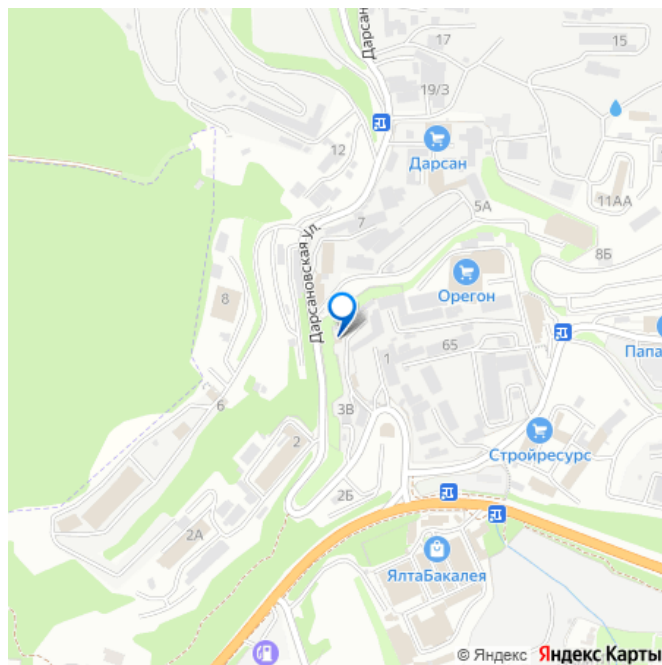 Дарсан
17
15
19/3
12
Дарсан
11АА
5А
7
Дарсановская Ул.
8Б
8
Орегон
65
1
Папа
6
3В
2
Стройресурс
2Б
2А
ЯлтаБакалея
© Яндекс Яндекс Карты